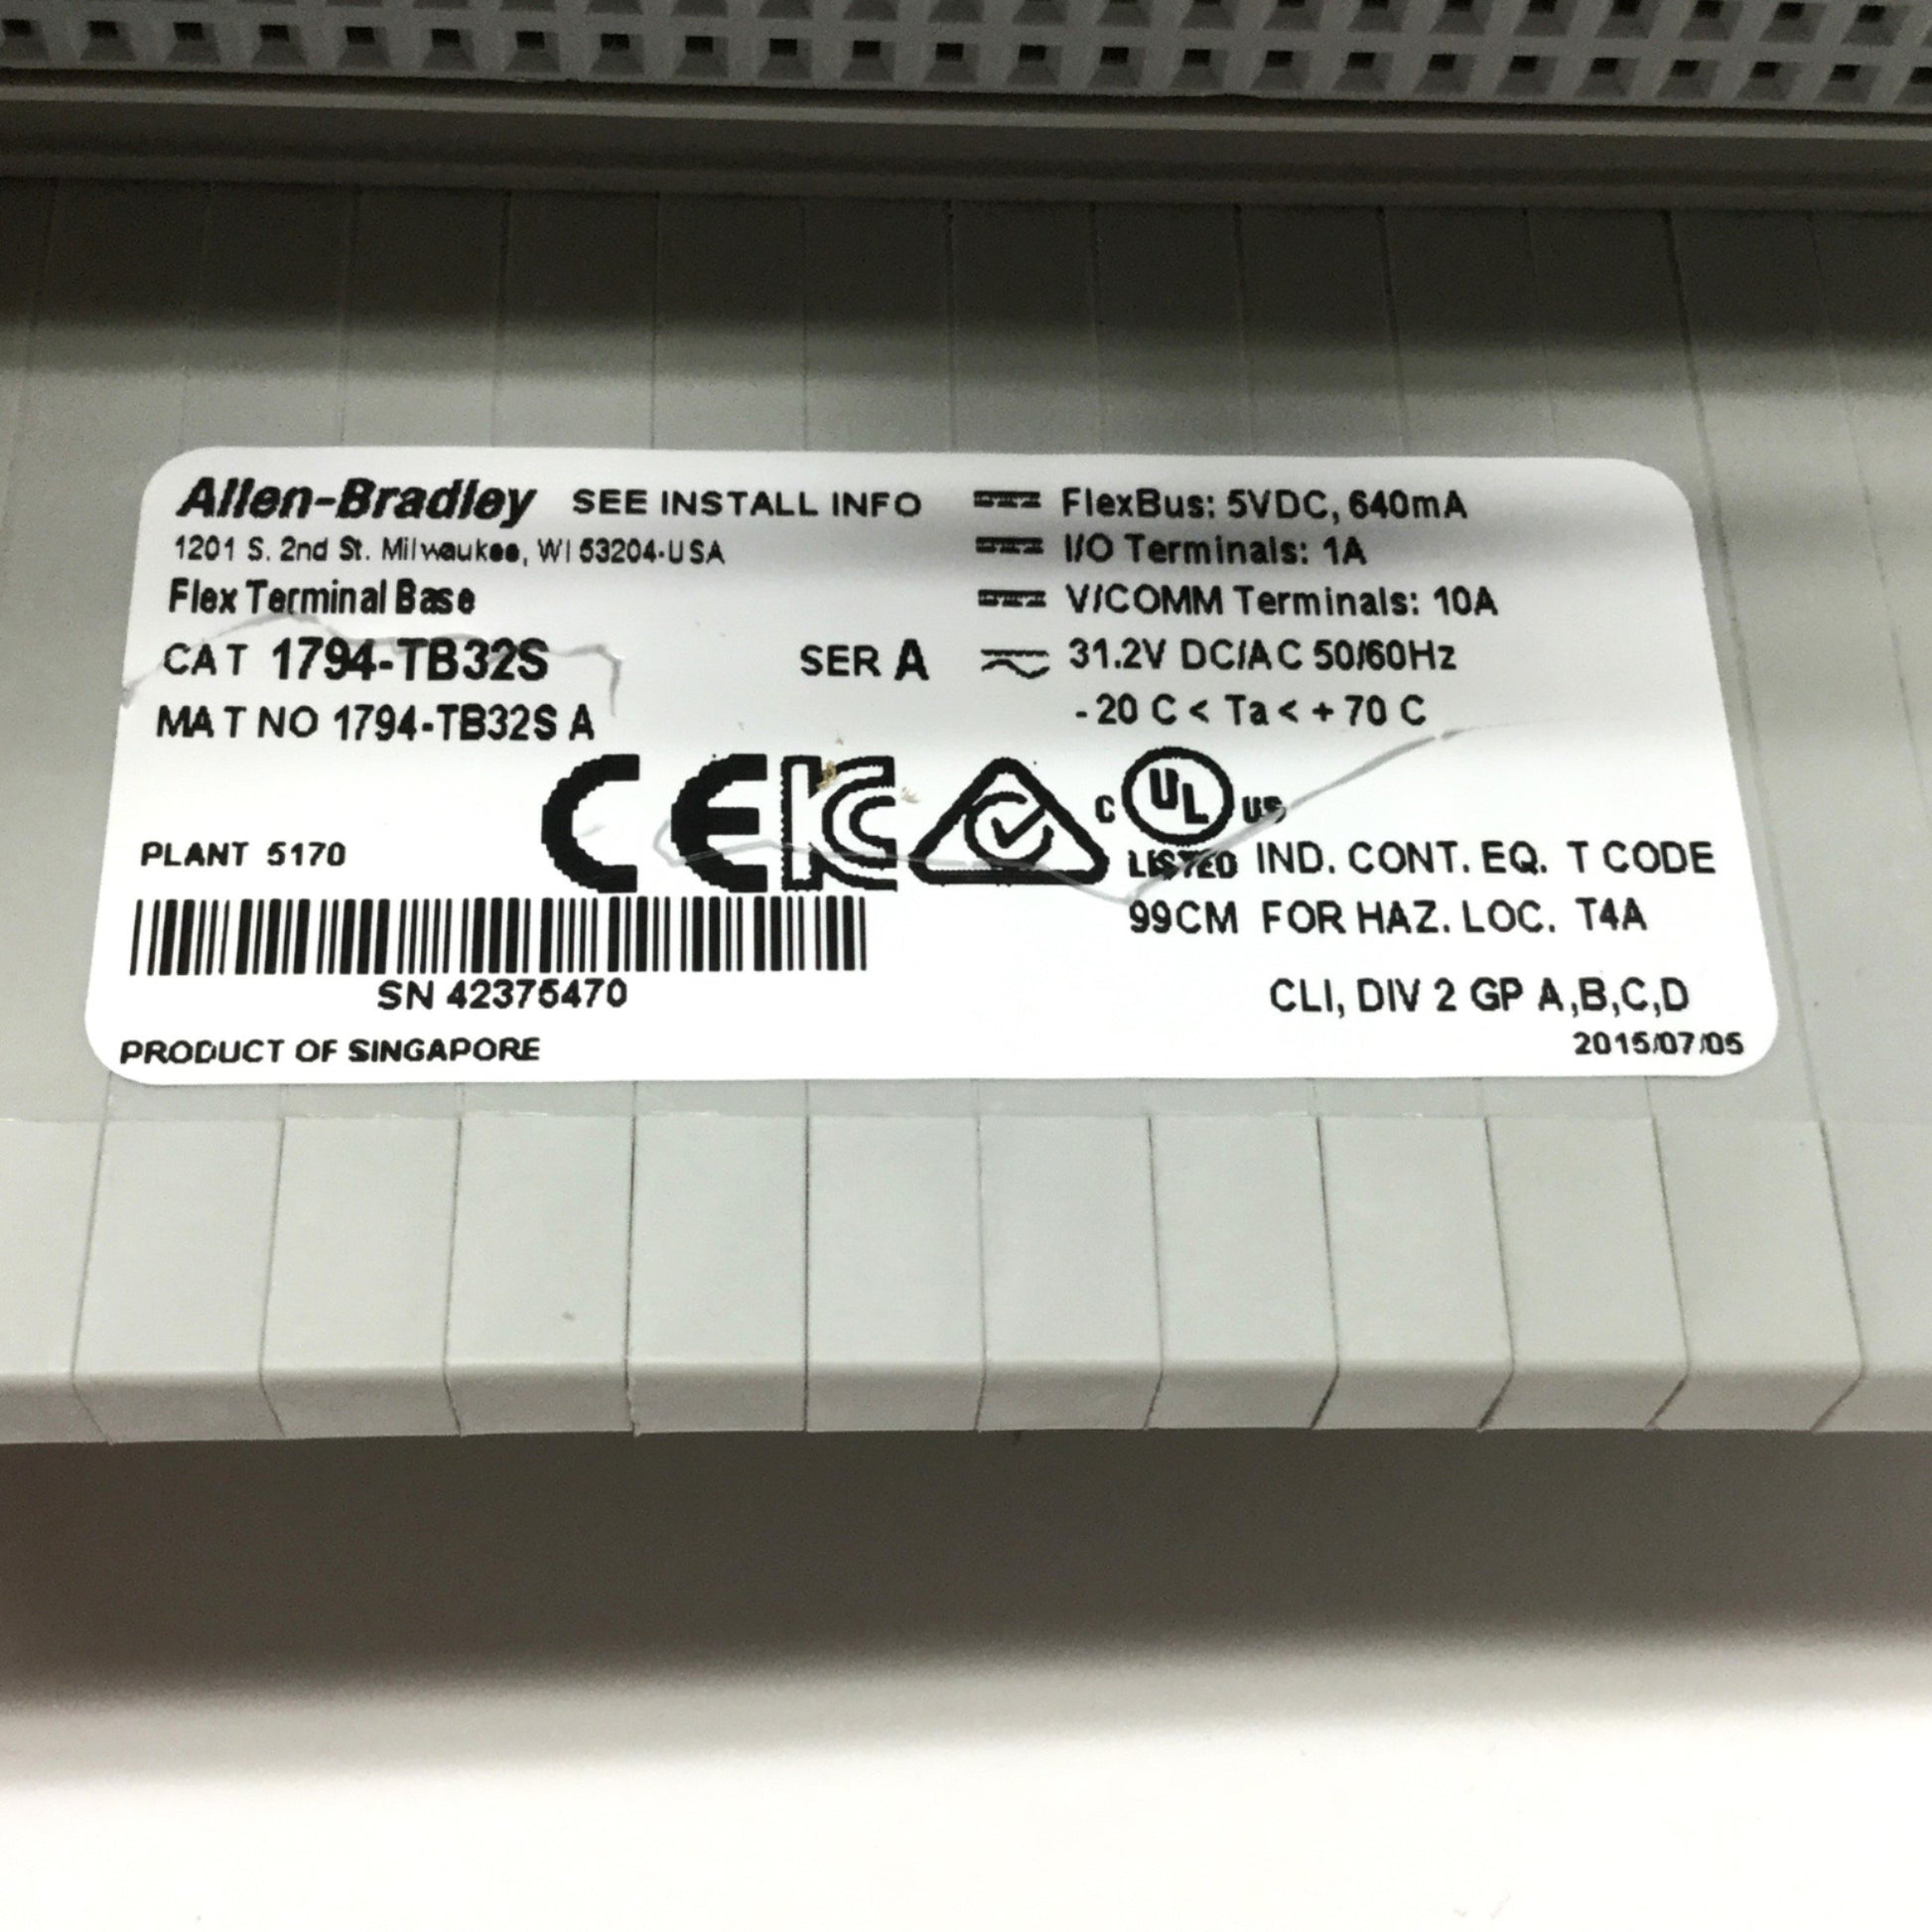 Allen-Bradley SEE INSTALL INFO
1201 S. 2nd St. Milwaukee, WI 53204-USA
Flex Terminal Base
CAT 1794-TB32S SER A
MAT NO 1794-TB32S A
FlexBus: 5VDC, 640mA
I/O Terminals: 1A
V/COMM Terminals: 10A
31.2V DC/AC 50/60Hz
-20 C < Ta < +70 C
CE KC C UL US
LISTED IND. CONT. EQ. T CODE
99CM FOR HAZ. LOC. T4A
CLI, DIV 2 GP A,B,C,D
2015/07/05
PLANT 5170
SN 42375470
PRODUCT OF SINGAPORE